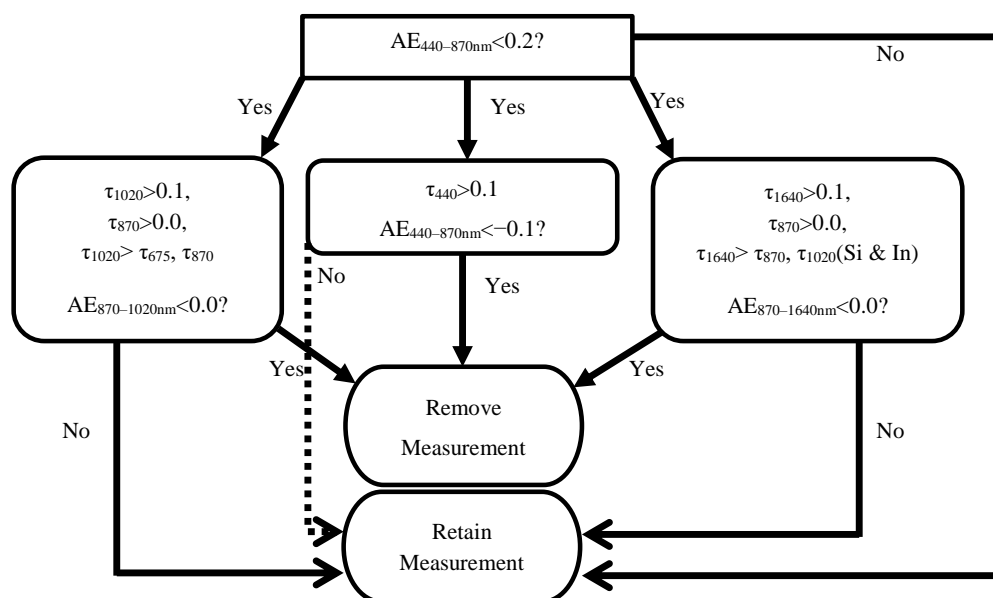 AE₄₄₀₋₈₇₀ₙₘ<0.2?
No
Yes
Yes
Yes
τ₁₀₂₀>0.1,
τ₈₇₀>0.0,
τ₁₀₂₀> τ₆₇₅, τ₈₇₀
AE₈₇₀₋₁₀₂₀ₙₘ<0.0?
τ₄₄₀>0.1
AE₄₄₀₋₈₇₀ₙₘ<−0.1?
τ₁₆₄₀>0.1,
τ₈₇₀>0.0,
τ₁₆₄₀> τ₈₇₀, τ₁₀₂₀(Si & In)
AE₈₇₀₋₁₆₄₀ₙₘ<0.0?
No
Yes
Yes
Yes
Remove
Measurement
No
No
Retain
Measurement